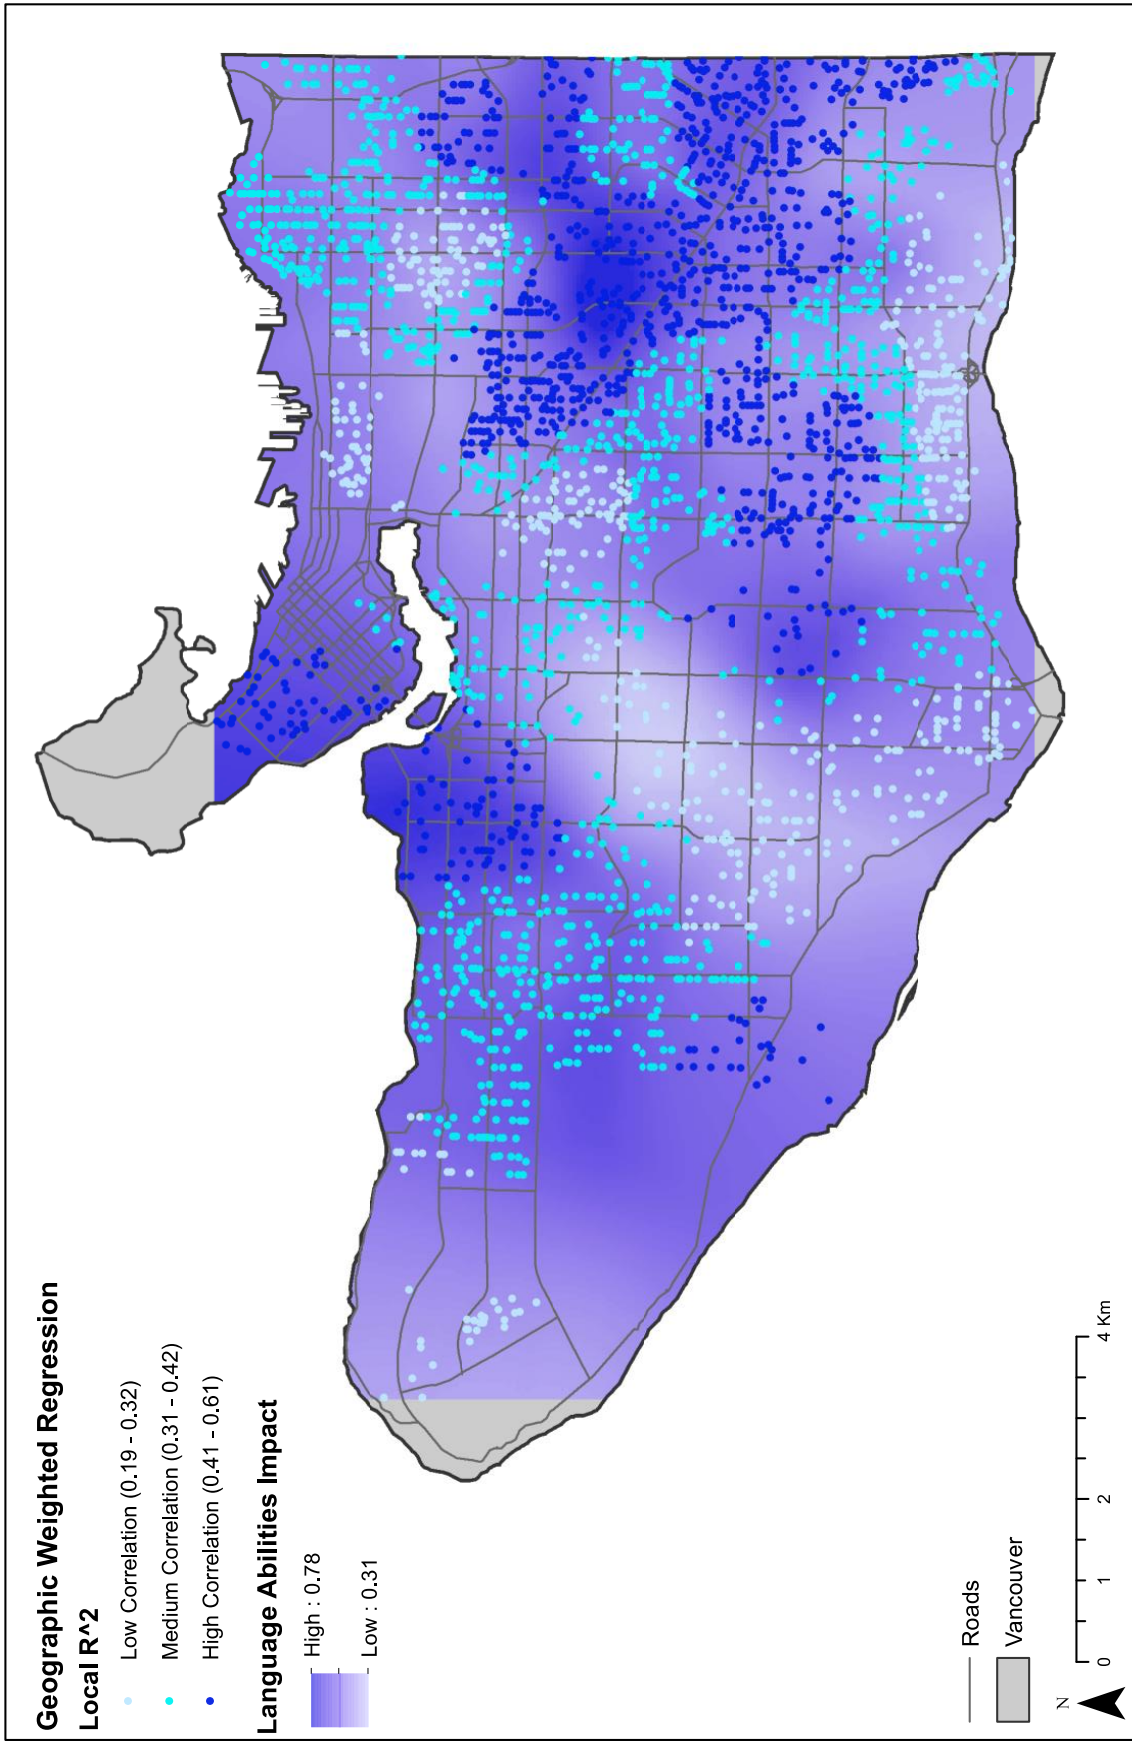 Geographic Weighted Regression
Local R^2
Low Correlation (0.19 - 0.32)
Medium Correlation (0.31 - 0.42)
High Correlation (0.41 - 0.61)
Language Abilities Impact
High : 0.78
Low : 0.31
Roads
Vancouver
N
0 1 2 4 Km